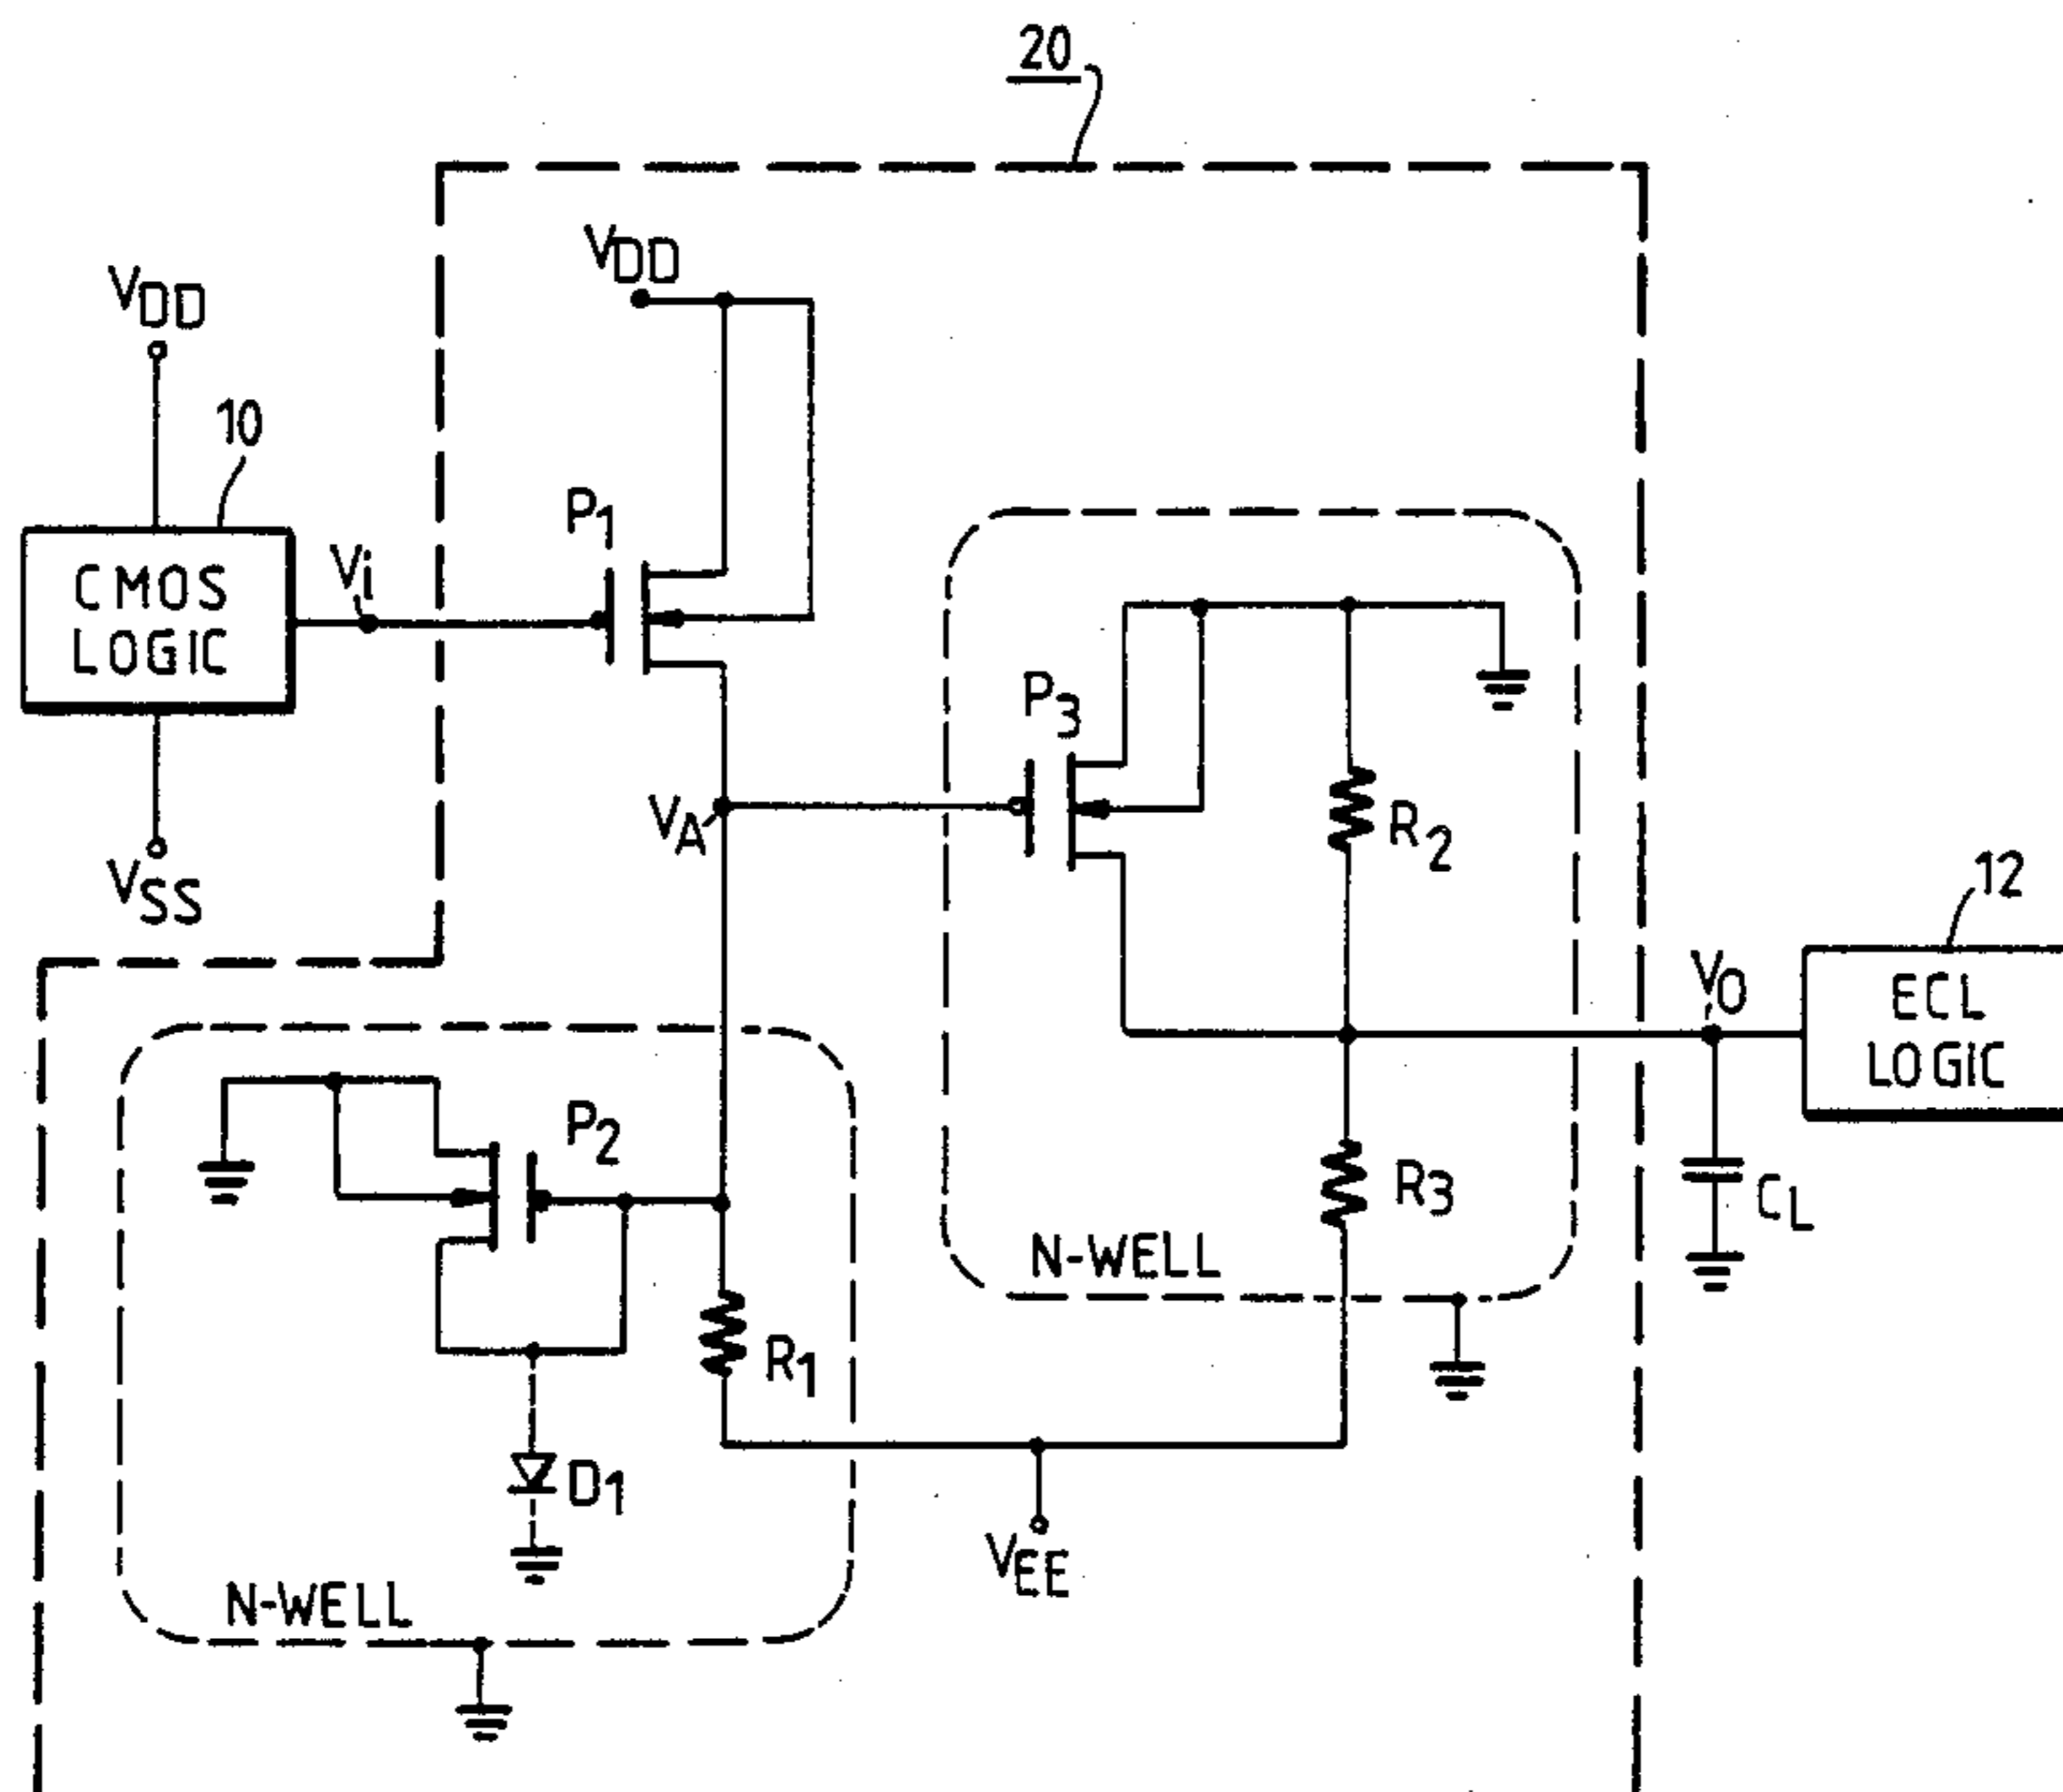 20
VDD
VDD
10
P1
CMOS
LOGIC
Vi
P3
VA
R2
VSS
12
VO
ECL
LOGIC
P2
R3
CL
N-WELL
R1
D1
VEE
N-WELL